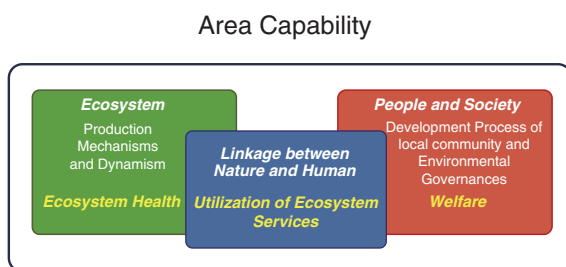 Area Capability
Ecosystem
Production
Mechanisms
and Dynamism
Ecosystem Health
Linkage between
Nature and Human
Utilization of Ecosystem
Services
People and Society
Development Process of
local community and
Environmental
Governances
Welfare